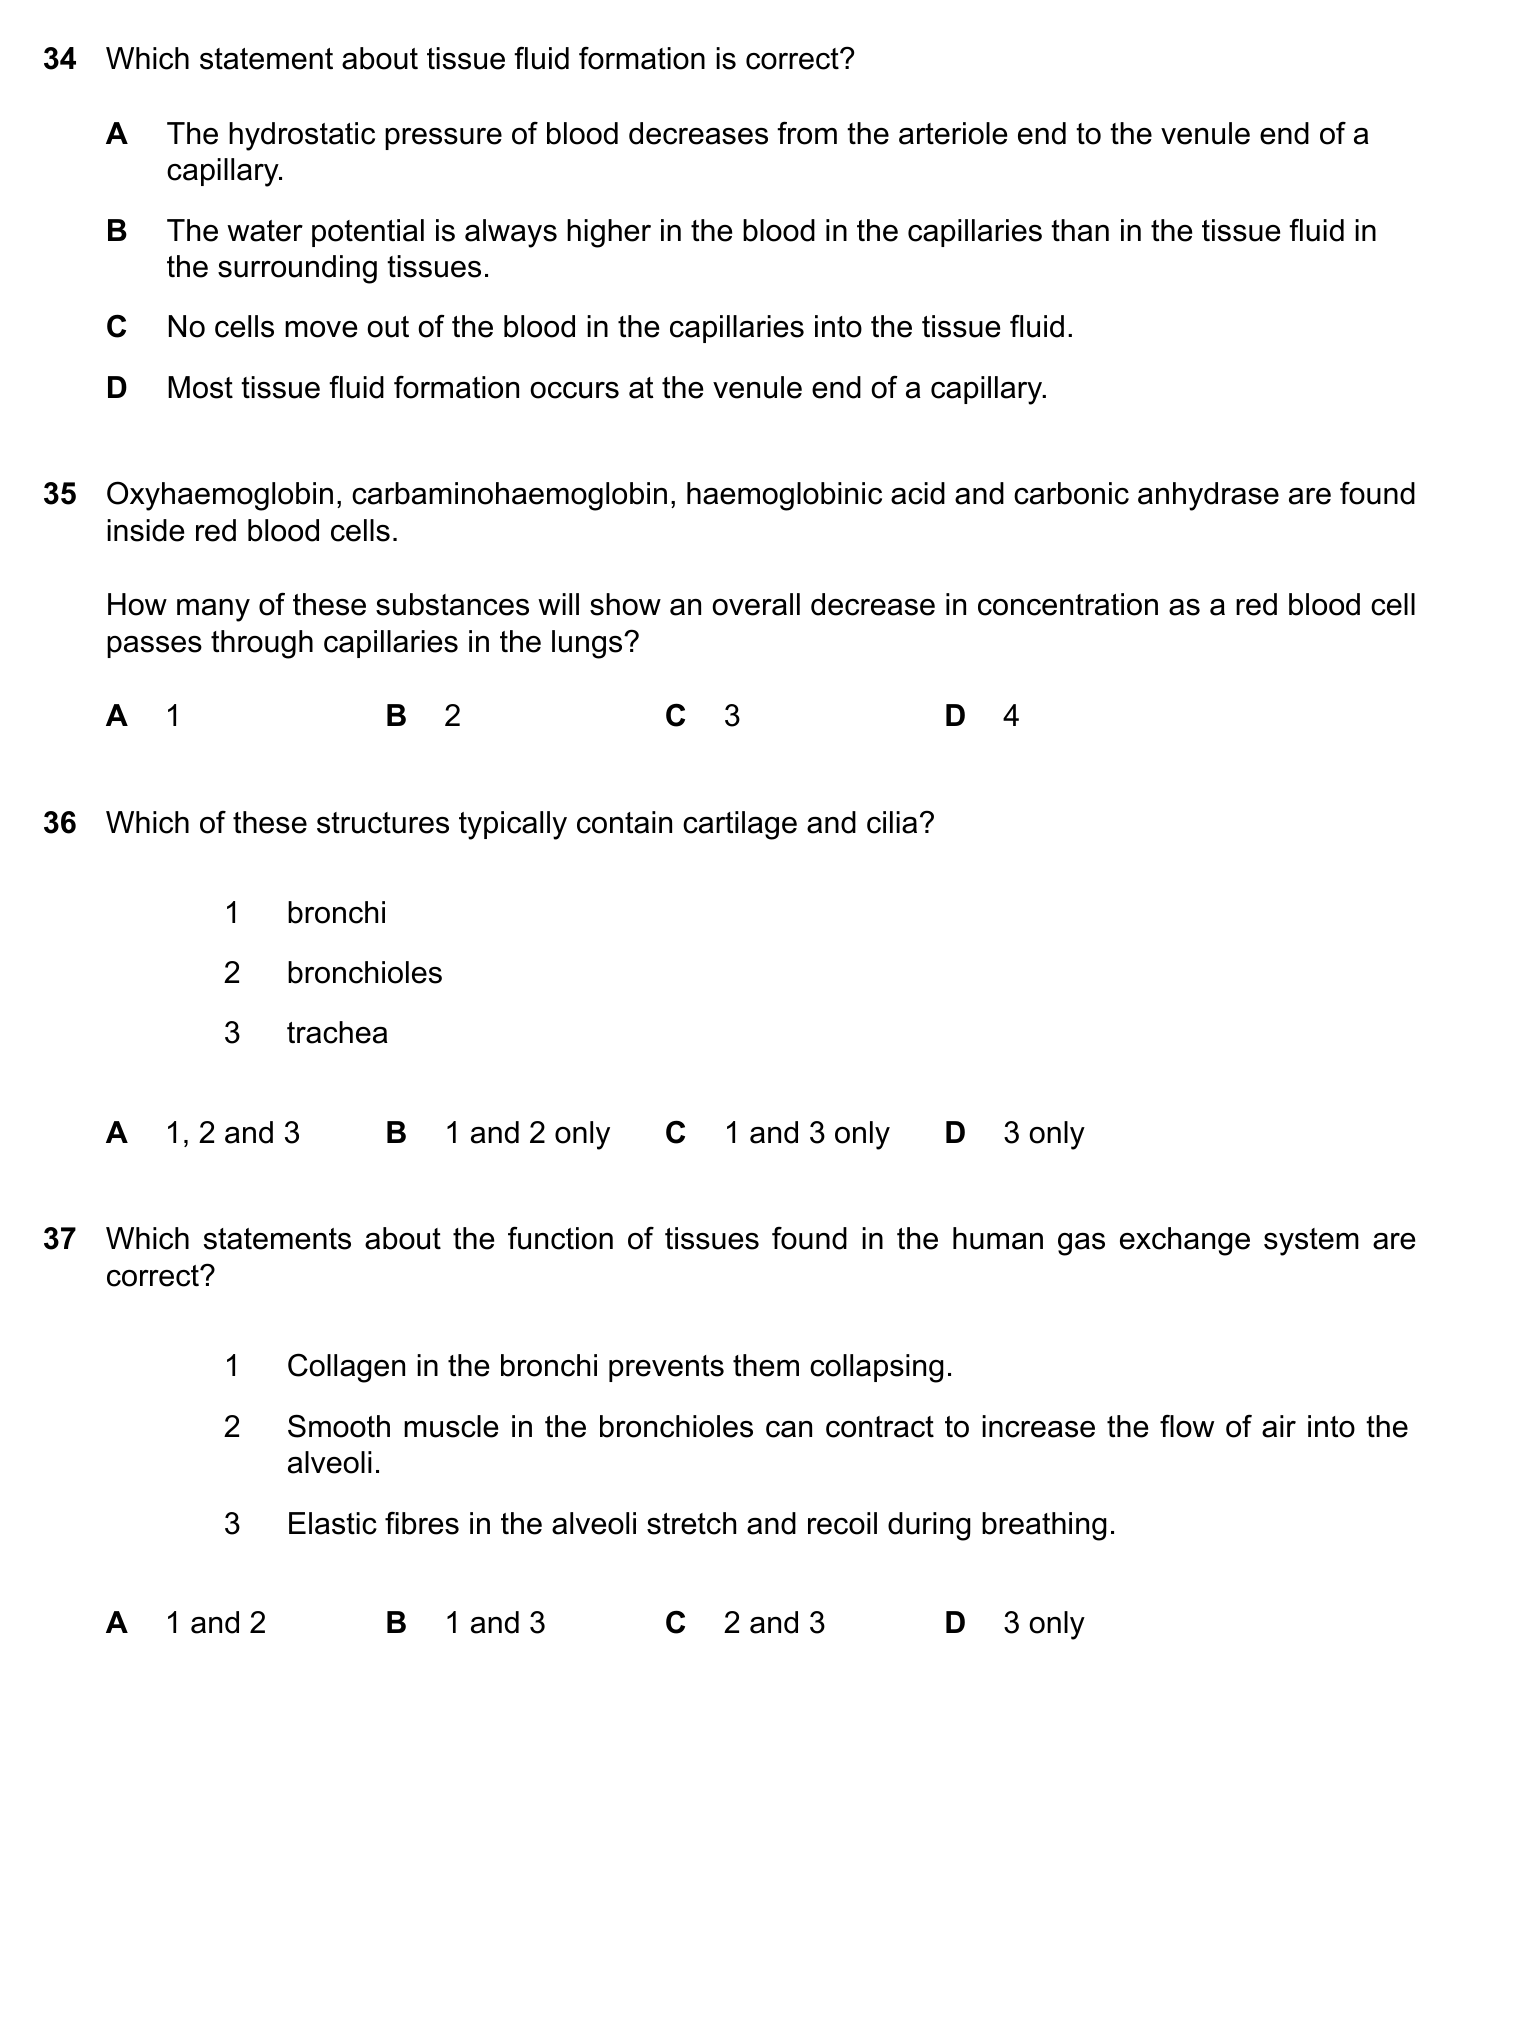 34 Which statement about tissue fluid formation is correct?
A The hydrostatic pressure of blood decreases from the arteriole end to the venule end of a
capillary.
B The water potential is always higher in the blood in the capillaries than in the tissue fluid in
the surrounding tissues.
C No cells move out of the blood in the capillaries into the tissue fluid.
D Most tissue fluid formation occurs at the venule end of a capillary.
35 Oxyhaemoglobin, carbaminohaemoglobin, haemoglobinic acid and carbonic anhydrase are found
inside red blood cells.
How many of these substances will show an overall decrease in concentration as a red blood cell
passes through capillaries in the lungs?
A 1 B 2 C 3 D 4
36 Which of these structures typically contain cartilage and cilia?
1 bronchi
2 bronchioles
3 trachea
A 1, 2 and 3 B 1 and 2 only C 1 and 3 only D 3 only
37 Which statements about the function of tissues found in the human gas exchange system are
correct?
1 Collagen in the bronchi prevents them collapsing.
2 Smooth muscle in the bronchioles can contract to increase the flow of air into the
alveoli.
3 Elastic fibres in the alveoli stretch and recoil during breathing.
A 1 and 2 B 1 and 3 C 2 and 3 D 3 only